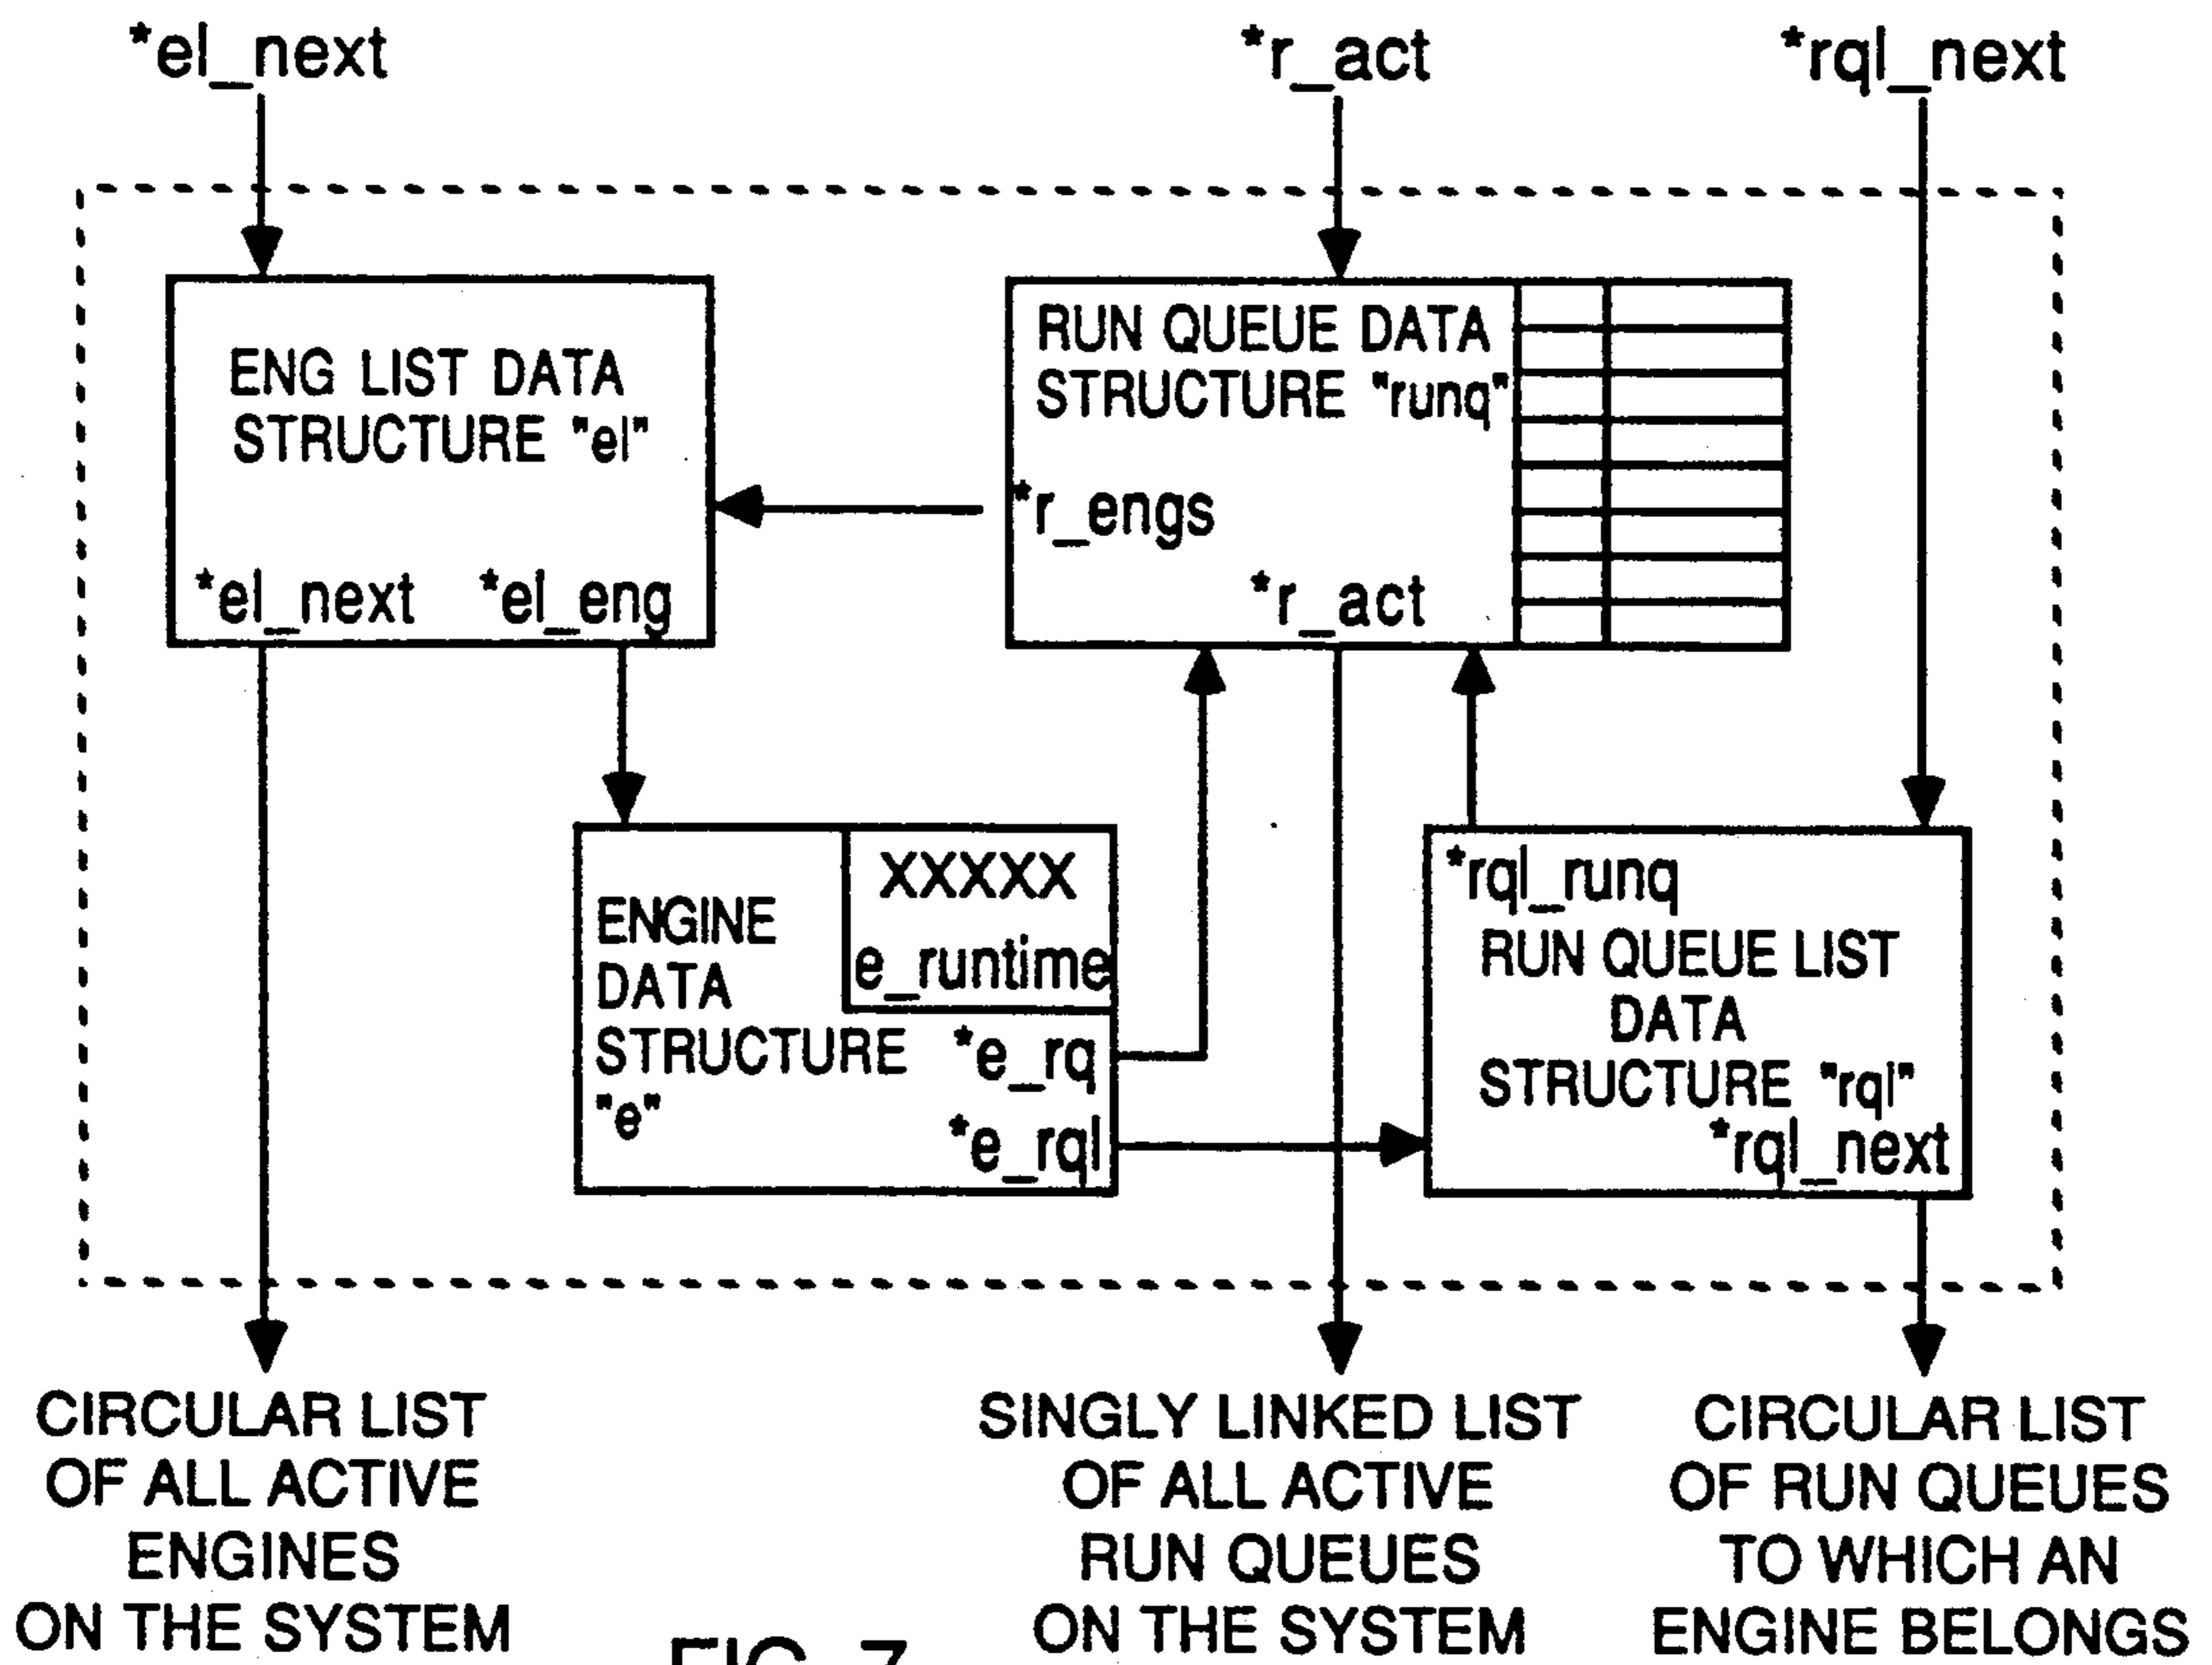 *el_next
*r_act
*rql_next
ENG LIST DATA
STRUCTURE "el"
*el_next *el_eng
RUN QUEUE DATA
STRUCTURE "runq"
*r_engs
*r_act
XXXXX
e_runtime
ENGINE
DATA
STRUCTURE
"e"
*e_rq
*e_rql
*rql_runq
RUN QUEUE LIST
DATA
STRUCTURE "rql"
*rql_next
CIRCULAR LIST
OF ALL ACTIVE
ENGINES
ON THE SYSTEM
SINGLY LINKED LIST
OF ALL ACTIVE
RUN QUEUES
ON THE SYSTEM
CIRCULAR LIST
OF RUN QUEUES
TO WHICH AN
ENGINE BELONGS
FIG. 7